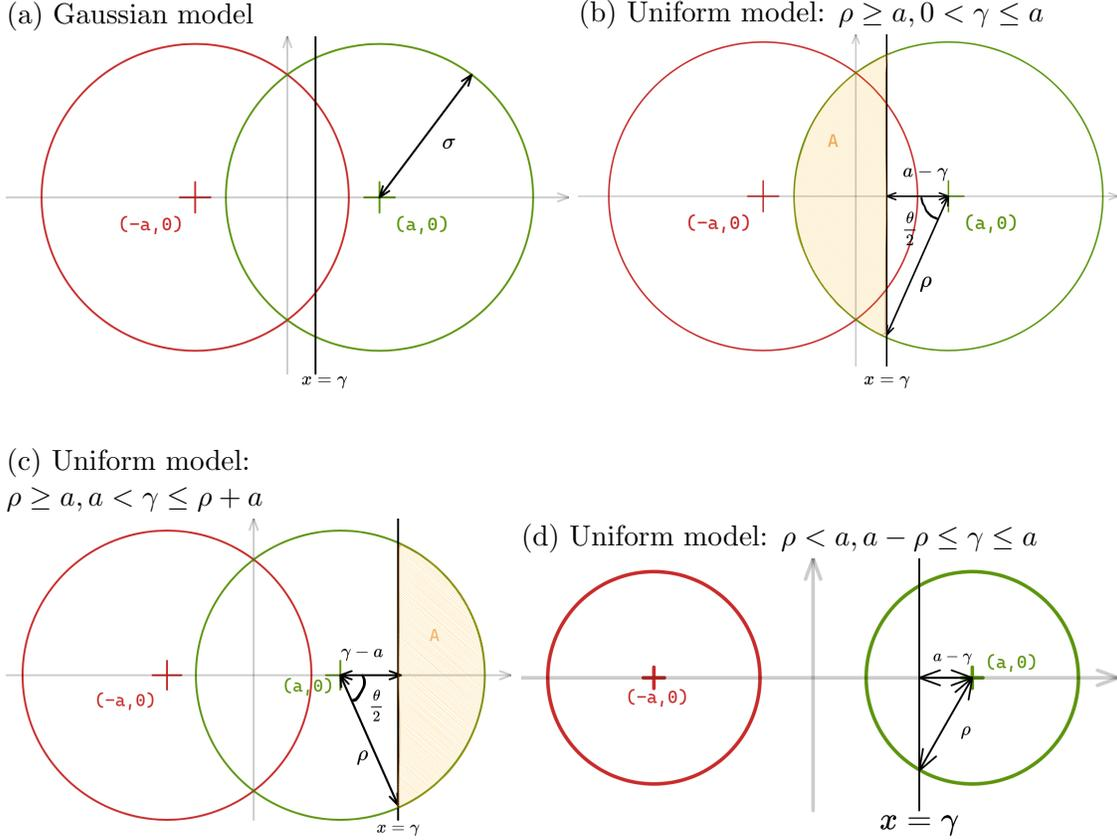 (a) Gaussian model
σ
(-a,0)
(a,0)
x = γ
(b) Uniform model: ρ ≥ a, 0 < γ ≤ a
A
a − γ
(-a,0)
θ/2
(a,0)
ρ
x = γ
(c) Uniform model:
ρ ≥ a, a < γ ≤ ρ + a
A
γ − a
(-a,0)
(a,0)
θ/2
ρ
x = γ
(d) Uniform model: ρ < a, a − ρ ≤ γ ≤ a
a − γ
(a,0)
(-a,0)
ρ
x = γ